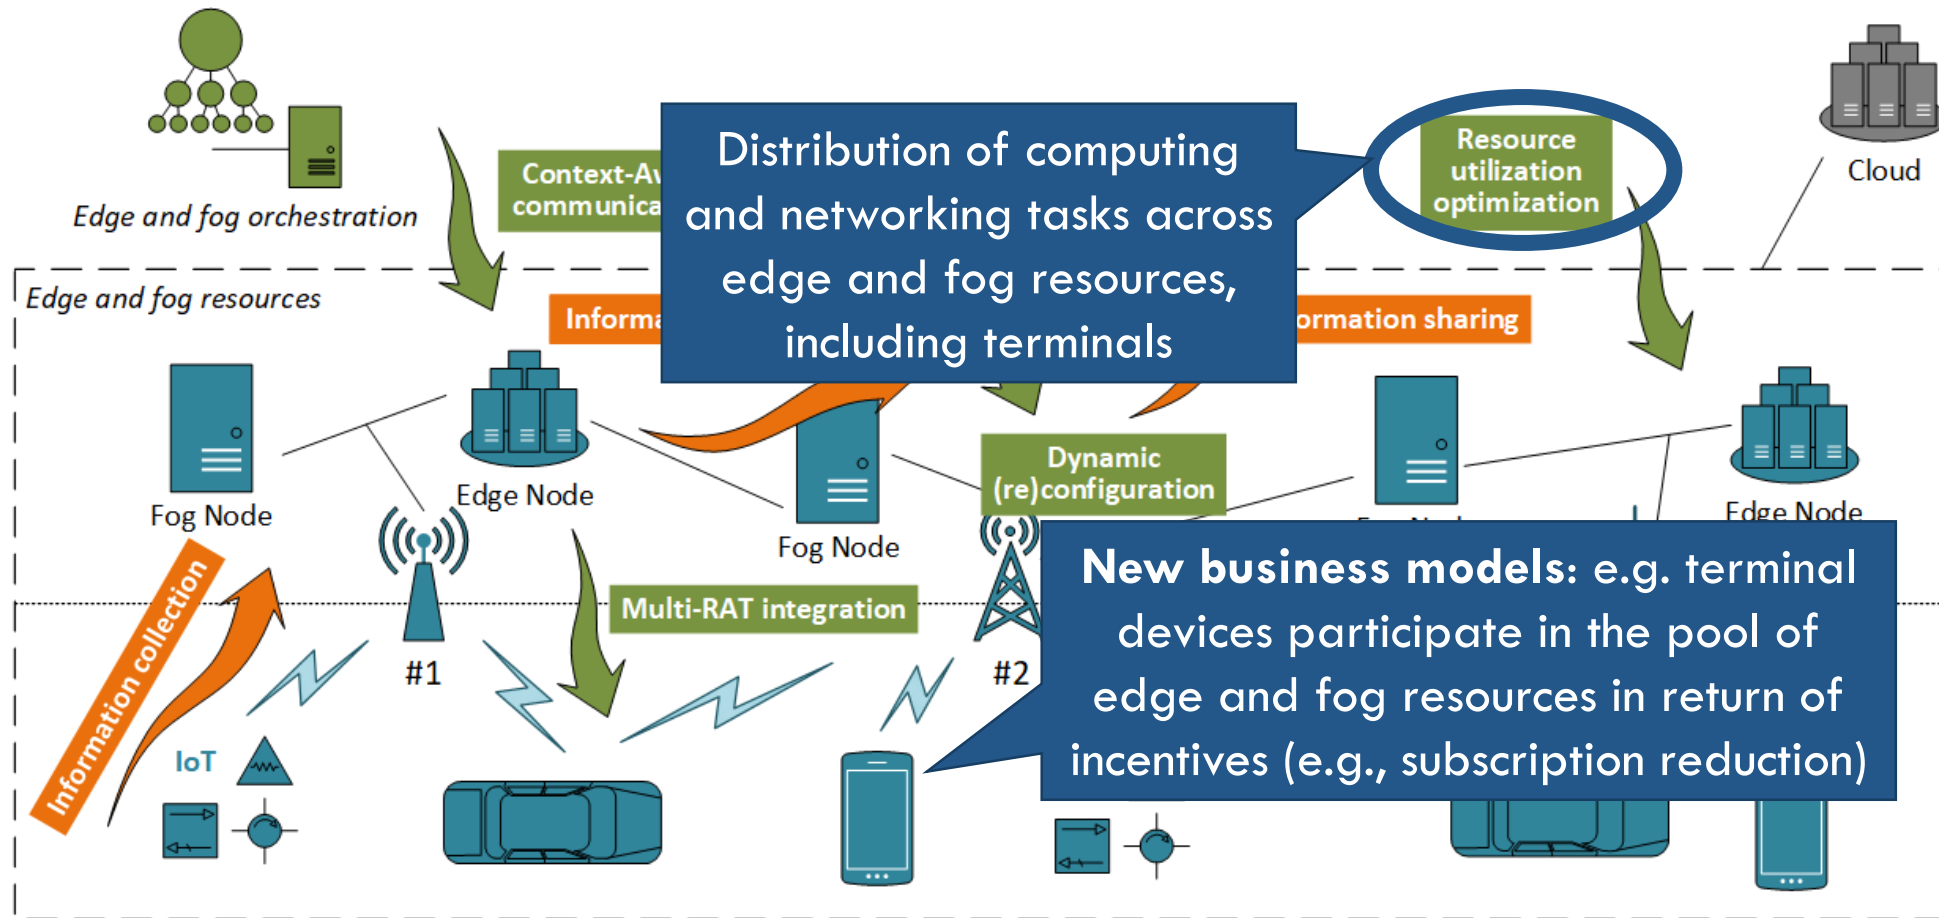 Edge and fog orchestration
Context-Av
communica
Distribution of computing
and networking tasks across
edge and fog resources,
including terminals
Resource
utilization
optimization
Cloud
Edge and fog resources
Informa
ormation sharing
Fog Node
Edge Node
Fog Node
Dynamic
(re)configuration
Edge Node
Information collection
#1
Multi-RAT integration
#2
New business models: e.g. terminal
devices participate in the pool of
edge and fog resources in return of
incentives (e.g., subscription reduction)
IoT